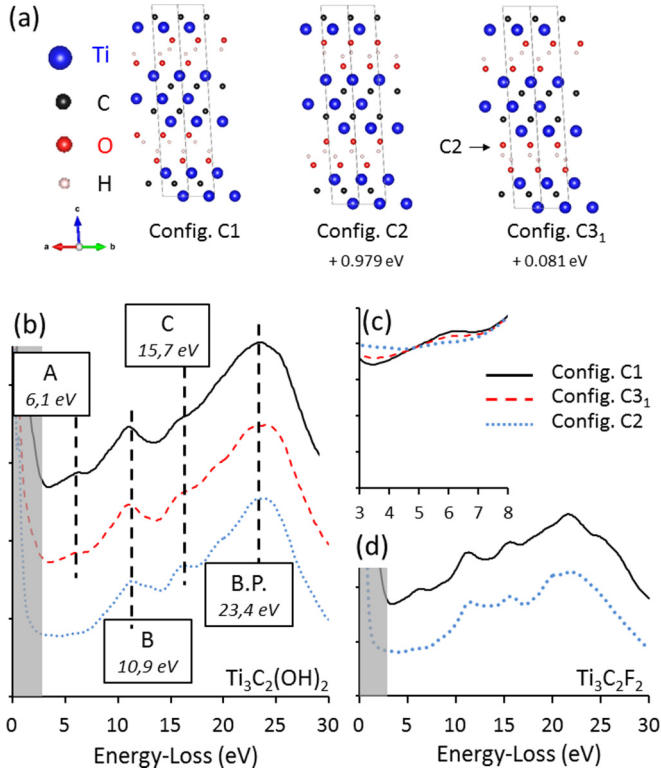 (a)
Ti
C
O
H
c
a
b
C2
Config. C1
Config. C2
Config. C3₁
+ 0.979 eV
+ 0.081 eV
(b)
A
6,1 eV
C
15,7 eV
B
10,9 eV
B.P.
23,4 eV
Ti₃C₂(OH)₂
0 5 10 15 20 25 30
Energy-Loss (eV)
(c)
3 4 5 6 7 8
Config. C1
Config. C3₁
Config. C2
(d)
Ti₃C₂F₂
0 5 10 15 20 25 30
Energy-Loss (eV)